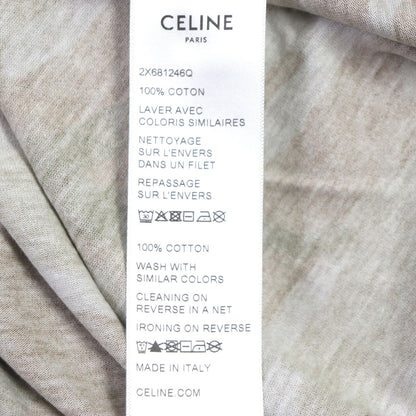 CELINE
PARIS
2X681246Q
100% COTON
LAVER AVEC
COLORIS SIMILAIRES
NETTOYAGE
SUR L'ENVERS
DANS UN FILET
REPASSAGE
SUR L'ENVERS
100% COTTON
WASH WITH
SIMILAR COLORS
CLEANING ON
REVERSE IN A NET
IRONING ON REVERSE
MADE IN ITALY
CELINE.COM